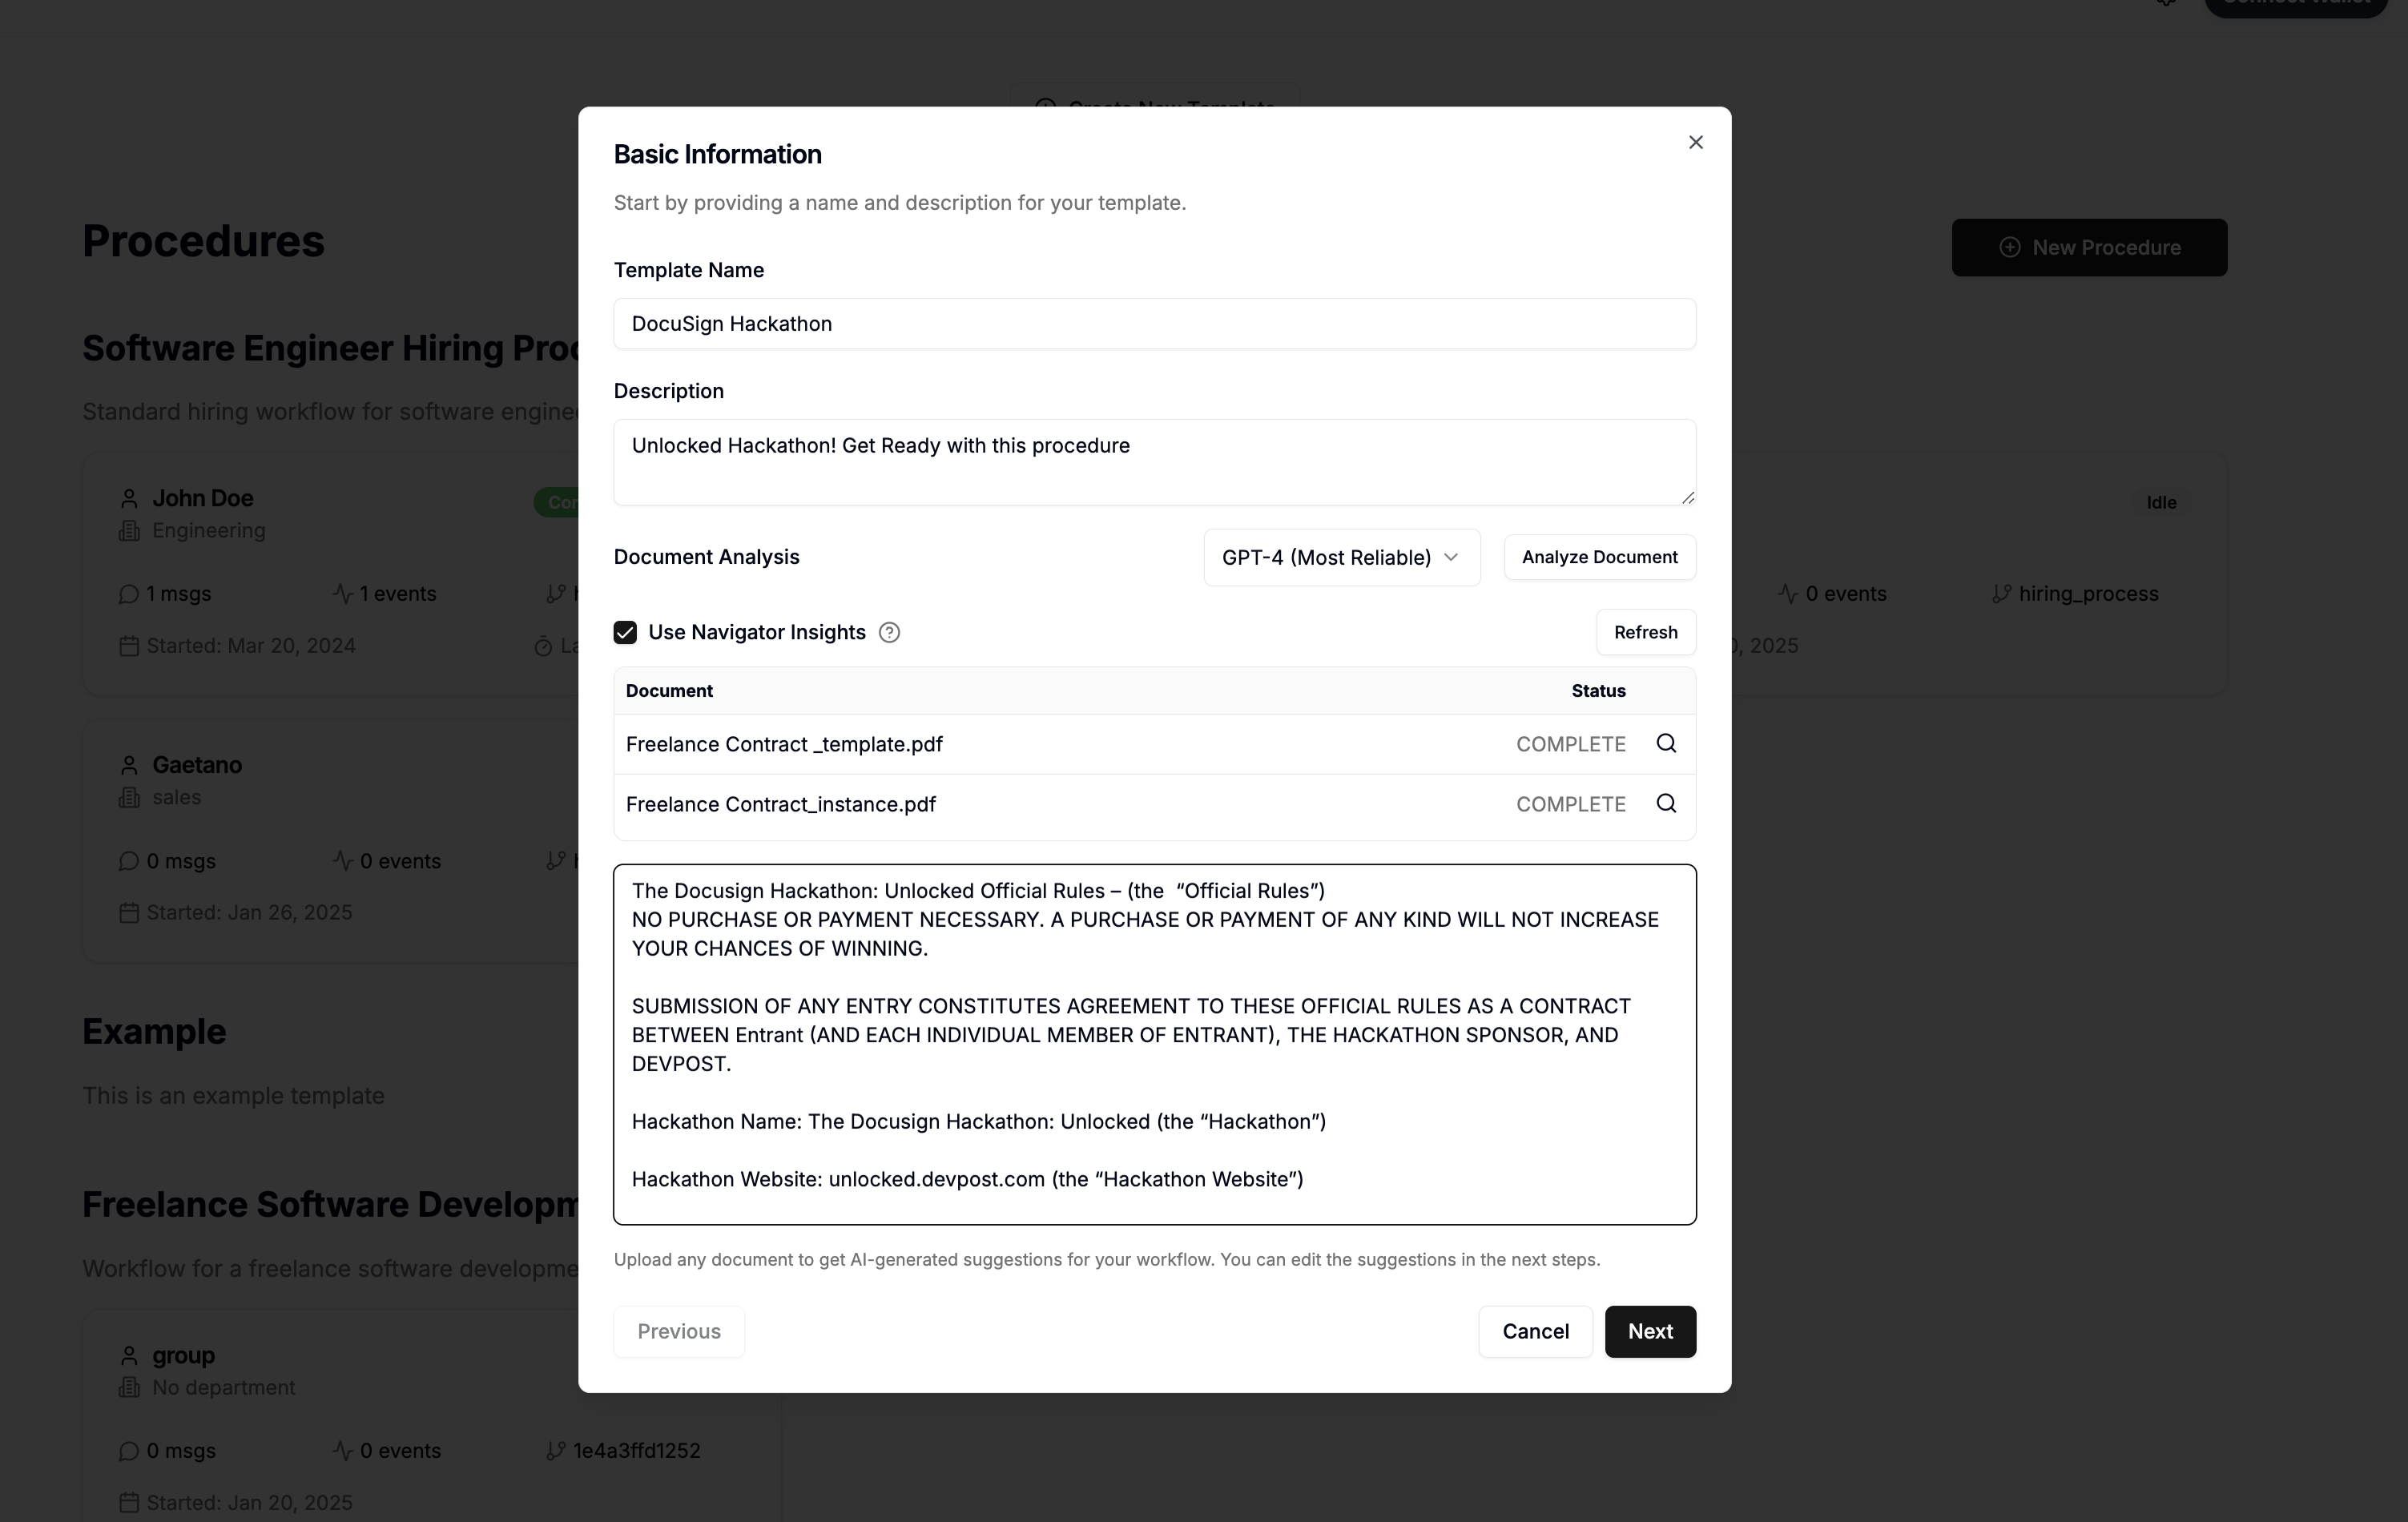 Connect Wallet
Create New Template
Procedures
New Procedure
Software Engineer Hiring
Standard hiring workflow for software
John Doe
Engineering
1 msgs
1 events
Started: Mar 20, 2024
Idle
0 events
hiring_process
2025
Gaetano
sales
0 msgs
0 events
Started: Jan 26, 2025
Example
This is an example template
Freelance Software
Workflow for a freelance software
group
No department
0 msgs
0 events
1e4a3ffd1252
Started: Jan 20, 2025
Basic Information
Start by providing a name and description for your template.
Template Name
DocuSign Hackathon
Description
Unlocked Hackathon! Get Ready with this procedure
Document Analysis
GPT-4 (Most Reliable)
Analyze Document
Use Navigator Insights
Refresh
Document
Status
Freelance Contract _template.pdf
COMPLETE
Freelance Contract_instance.pdf
COMPLETE
The Docusign Hackathon: Unlocked Official Rules – (the  “Official Rules”)
NO PURCHASE OR PAYMENT NECESSARY. A PURCHASE OR PAYMENT OF ANY KIND WILL NOT INCREASE
YOUR CHANCES OF WINNING.
SUBMISSION OF ANY ENTRY CONSTITUTES AGREEMENT TO THESE OFFICIAL RULES AS A CONTRACT
BETWEEN Entrant (AND EACH INDIVIDUAL MEMBER OF ENTRANT), THE HACKATHON SPONSOR, AND
DEVPOST.
Hackathon Name: The Docusign Hackathon: Unlocked (the “Hackathon”)
Hackathon Website: unlocked.devpost.com (the “Hackathon Website”)
Upload any document to get AI-generated suggestions for your workflow. You can edit the suggestions in the next steps.
Previous
Cancel
Next